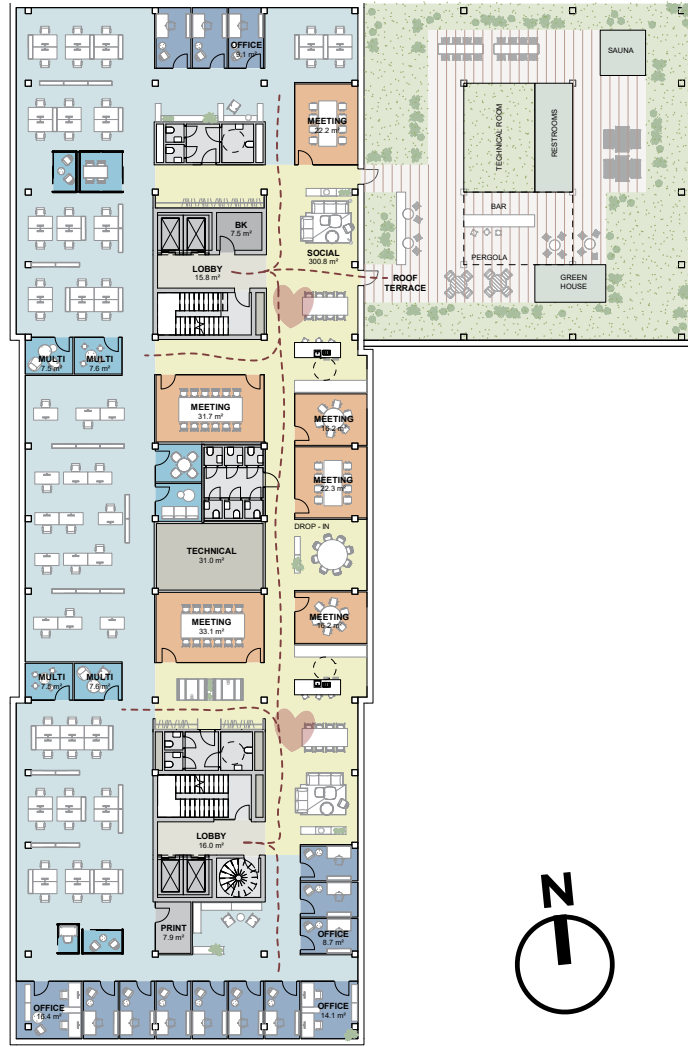 OFFICE
9.1 m²
SAUNA
MEETING
22.2 m²
TECHNICAL ROOM
RESTROOMS
BK
7.5 m²
BAR
SOCIAL
300.8 m²
LOBBY
15.8 m²
PERGOLA
ROOF
TERRACE
GREEN
HOUSE
MULTI
7.5 m²
MULTI
7.6 m²
MEETING
31.7 m²
MEETING
16.2 m²
MEETING
22.3 m²
DROP - IN
TECHNICAL
31.0 m²
MEETING
33.1 m²
MEETING
16.2 m²
MULTI
7.5 m²
MULTI
7.6 m²
LOBBY
16.0 m²
PRINT
7.9 m²
OFFICE
8.7 m²
OFFICE
OFFICE
14.1 m²
N